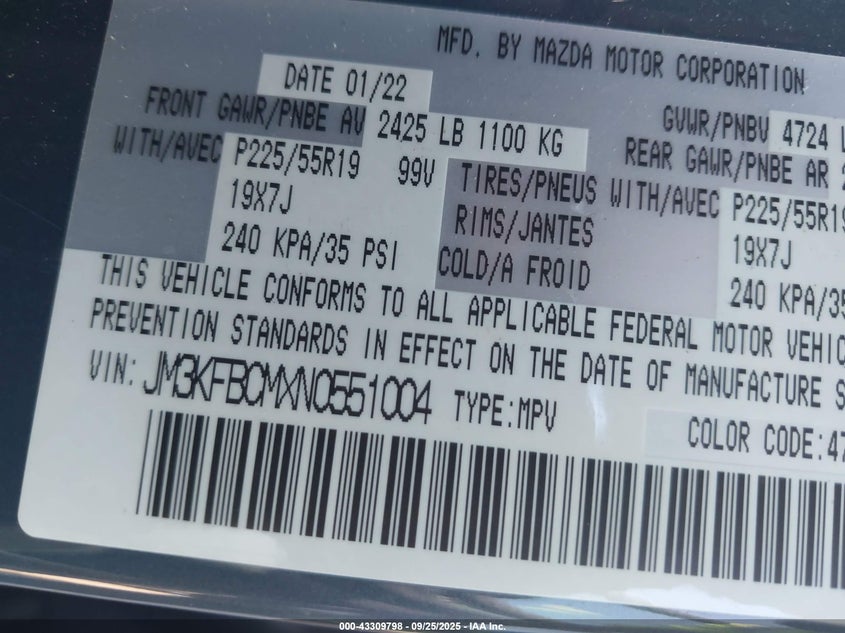 MFD. BY MAZDA MOTOR CORPORATION
DATE 01/22
FRONT GAWR/PNBE AV 2425 LB 1100 KG GVWR/PNBV 4724
WITH/AVEC P225/55R19 99V TIRES/PNEUS REAR GAWR/PNBE AR
19X7J RIMS/JANTES WITH/AVEC P225/55R19
240 KPA/35 PSI COLD/A FROID 19X7J
240 KPA/35
THIS VEHICLE CONFORMS TO ALL APPLICABLE FEDERAL MOTOR VEHIC
PREVENTION STANDARDS IN EFFECT ON THE DATE OF MANUFACTURE S
VIN: JM3KFBCMXN0551004 TYPE:MPV
COLOR CODE:47
000-43309798 - 09/25/2025 - IAA Inc.